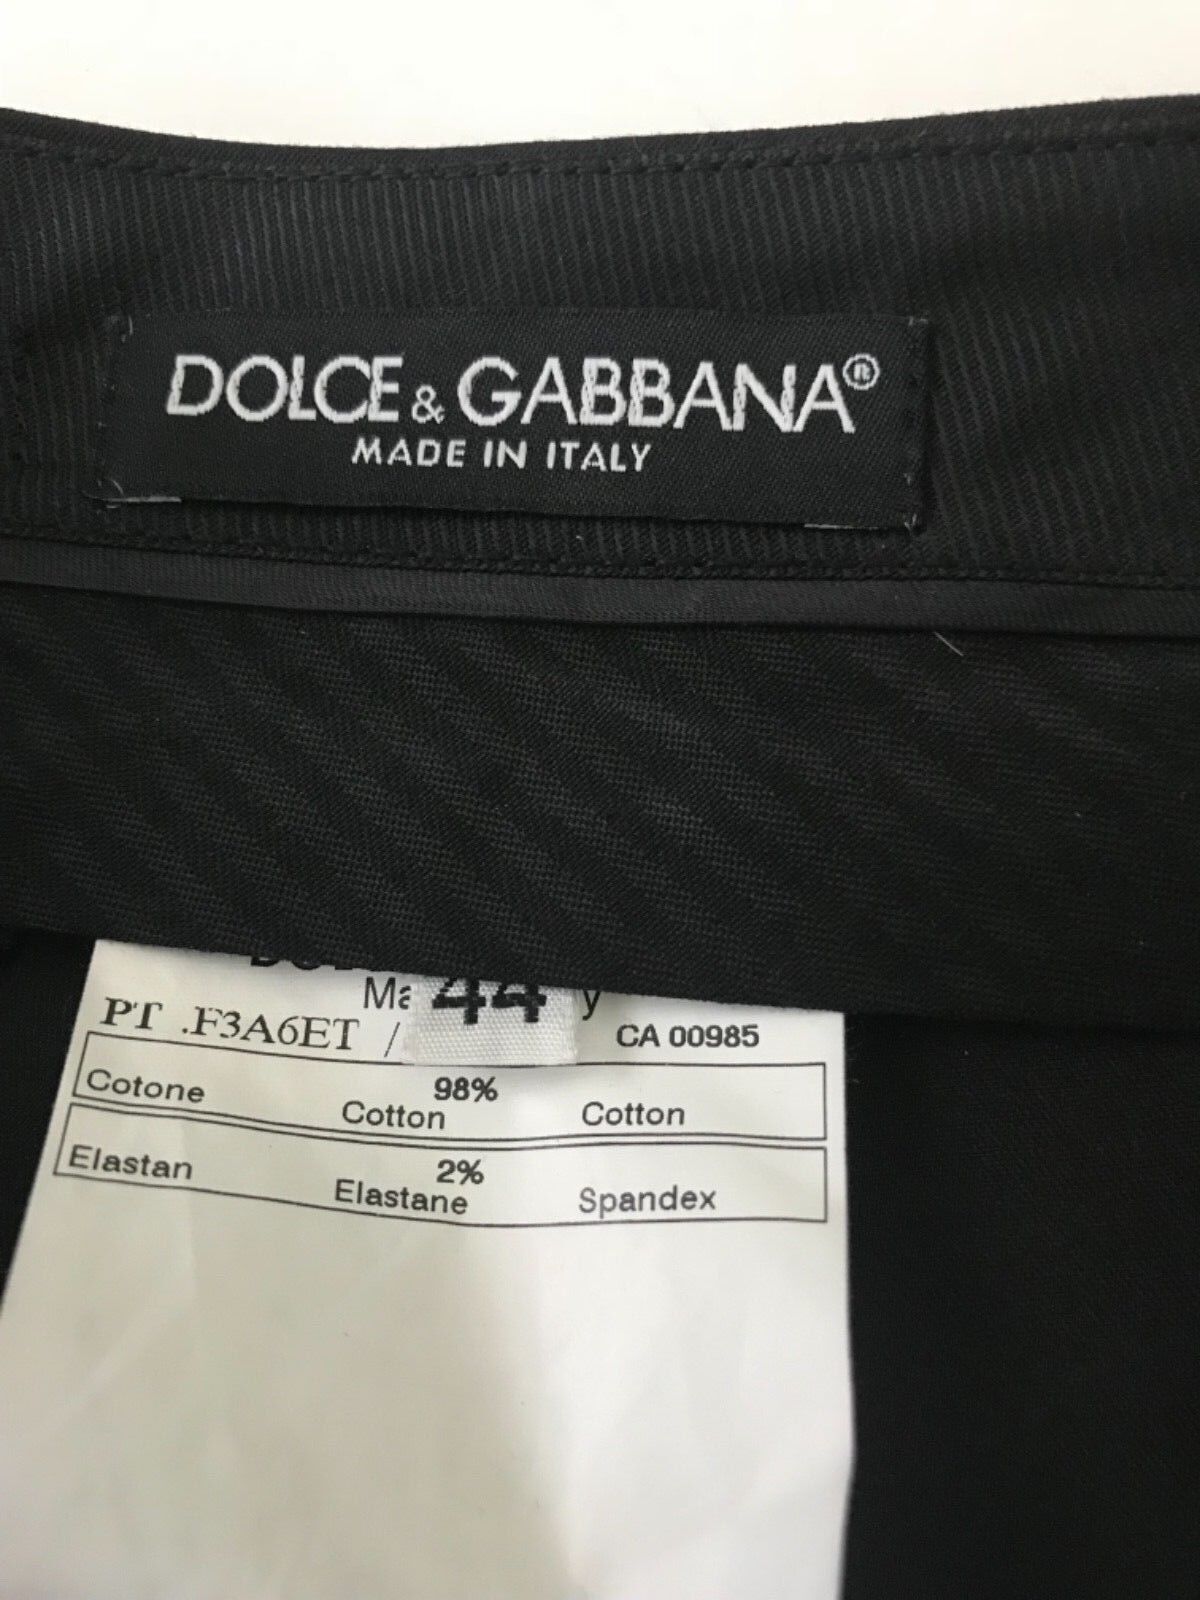 DOLCE & GABBANA®
MADE IN ITALY
44
PT .F3A6ET / CA 00985
Cotone 98% Cotton Cotton
Elastan 2% Elastane Spandex